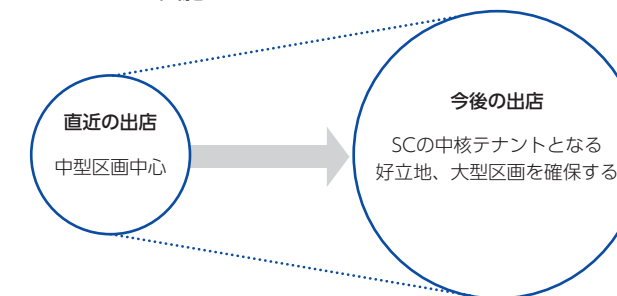 直近の出店
中型区画中心
今後の出店
SCの中核テナントとなる
好立地、大型区画を確保する